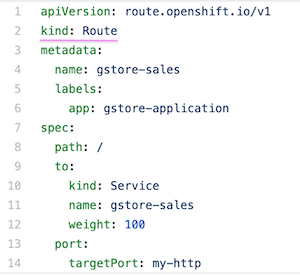 1 apiVersion: route.openshift.io/v1
2 kind: Route
3 metadata:
4   name: gstore-sales
5   labels:
6     app: gstore-application
7 spec:
8   path: /
9   to:
10     kind: Service
11     name: gstore-sales
12     weight: 100
13   port:
14     targetPort: my-http